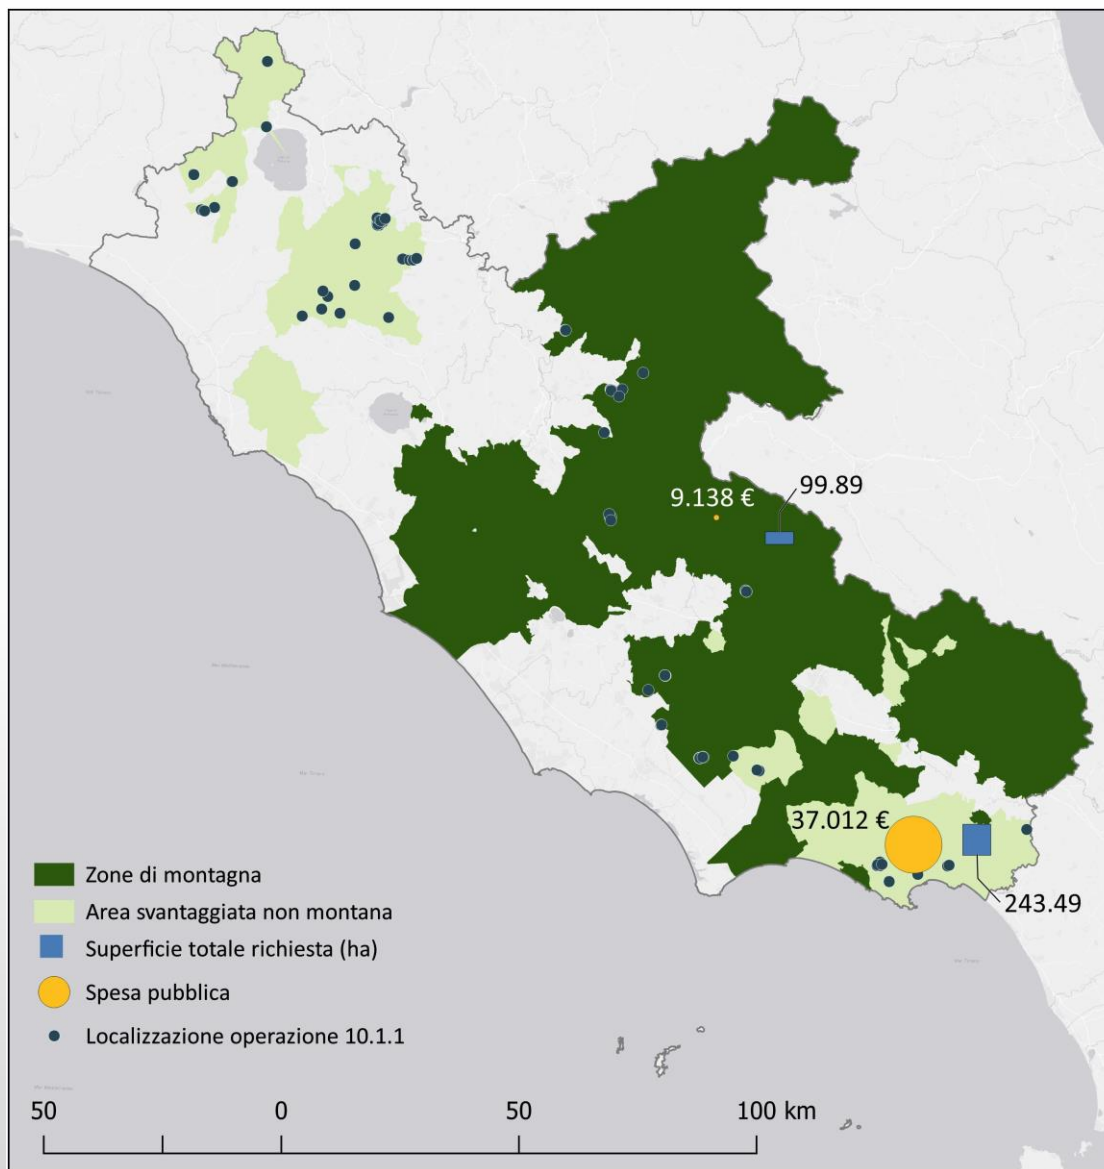 99.89
9.138 €
37.012 €
243.49
Zone di montagna
Area svantaggiata non montana
Superficie totale richiesta (ha)
Spesa pubblica
Localizzazione operazione 10.1.1
50 0 50 100 km